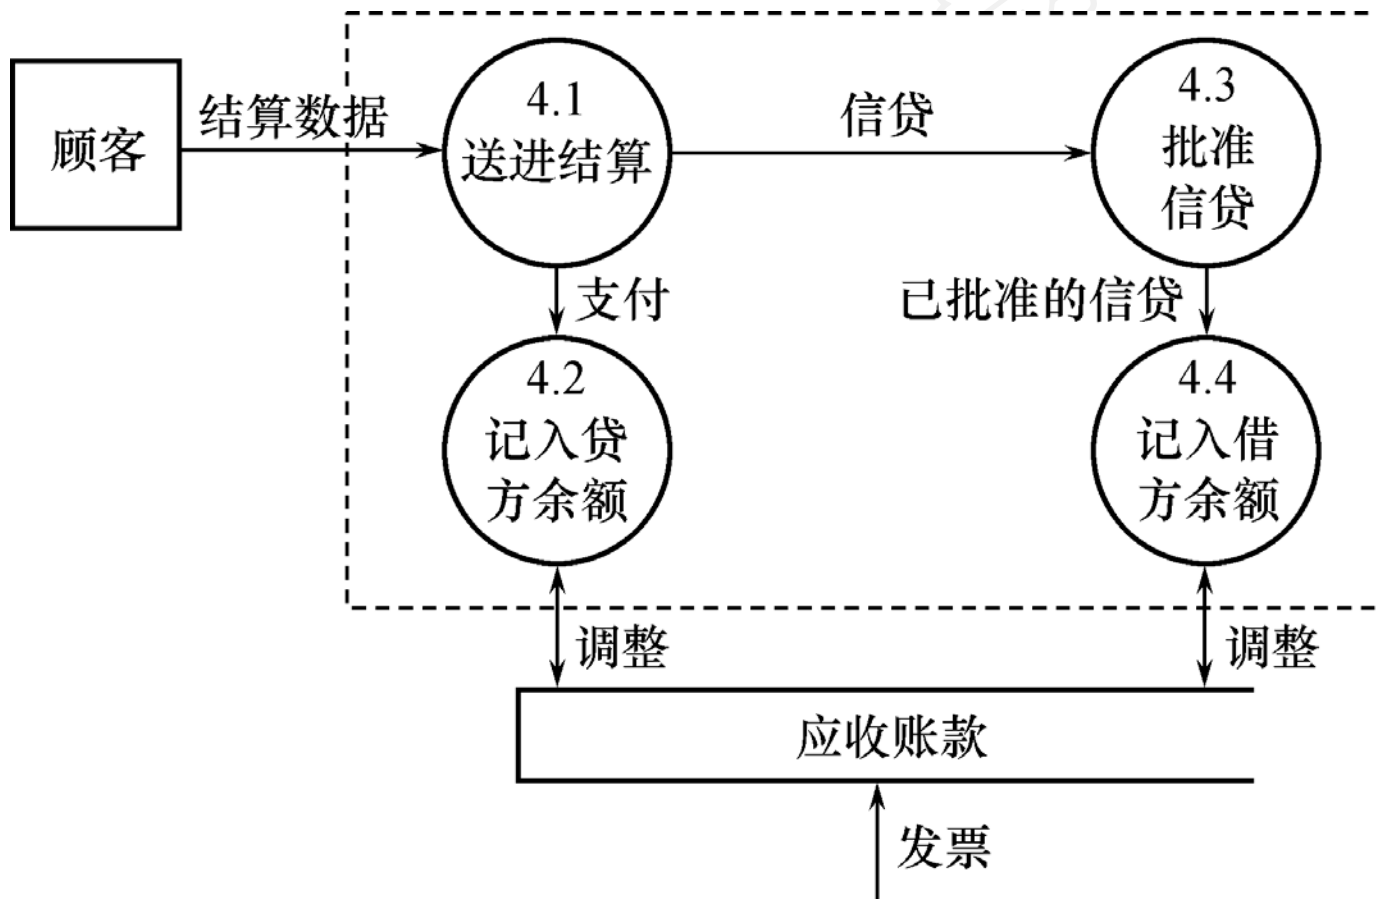 顾客
结算数据
4.1
送进结算
信贷
4.3
批准
信贷
支付
已批准的信贷
4.2
记入贷
方余额
4.4
记入借
方余额
调整
调整
应收账款
发票